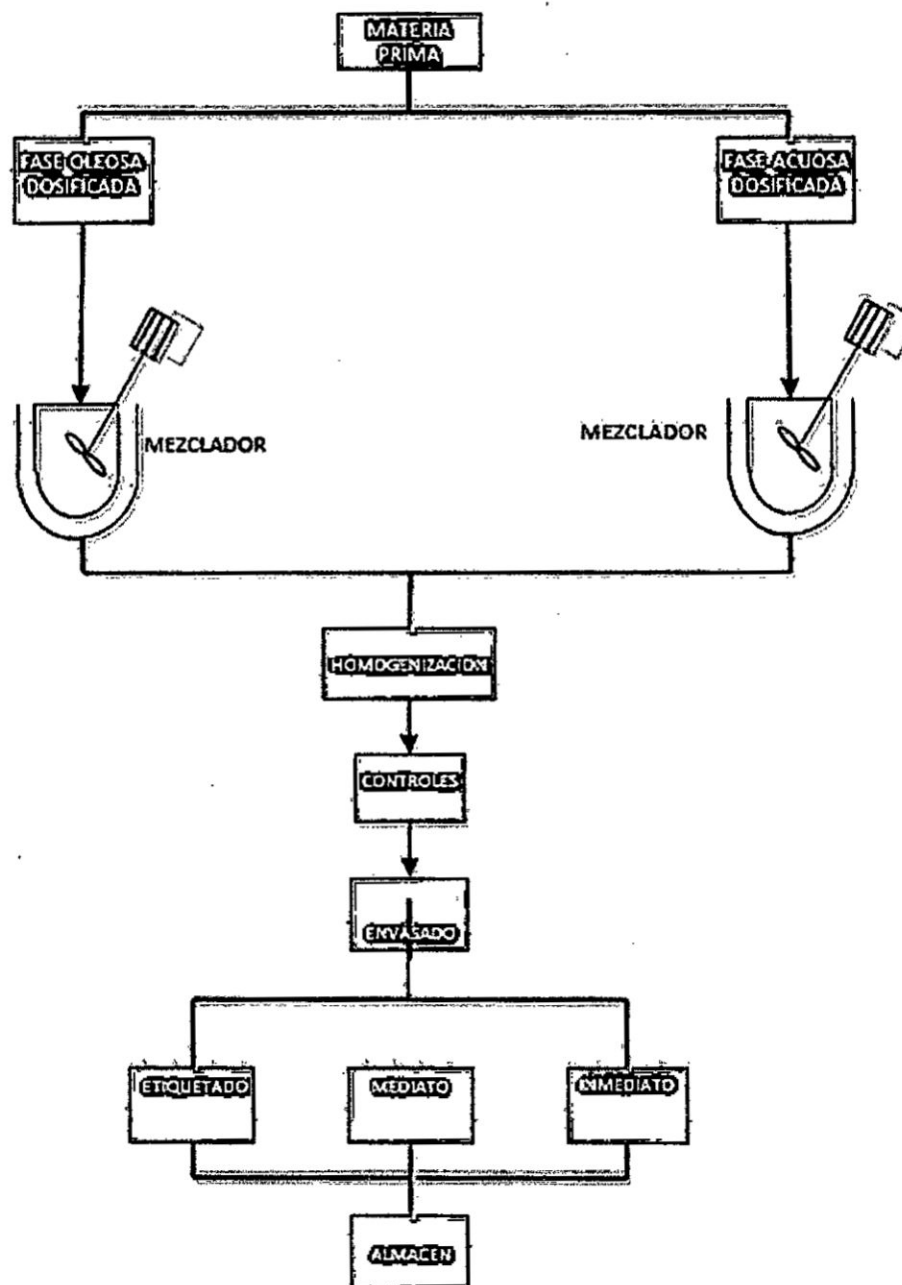 MATERIA
PRIMA
FASE OLEOSA
DOSIFICADA
FASE ACUOSA
DOSIFICADA
MEZCLADOR
MEZCLADOR
HOMOGENIZACION
CONTROLES
ENVASADO
ETIQUETADO
MEDIATO
INMEDIATO
ALMACEN